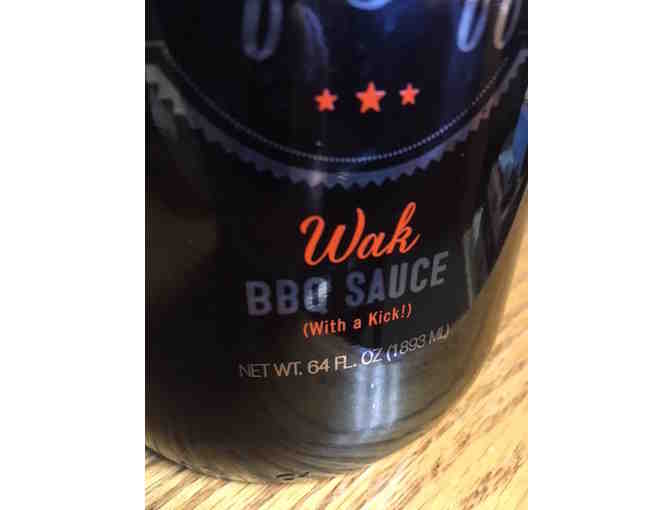 Wak
BBQ SAUCE
(With a Kick!)
NET WT. 64 FL. OZ (1893 ML)